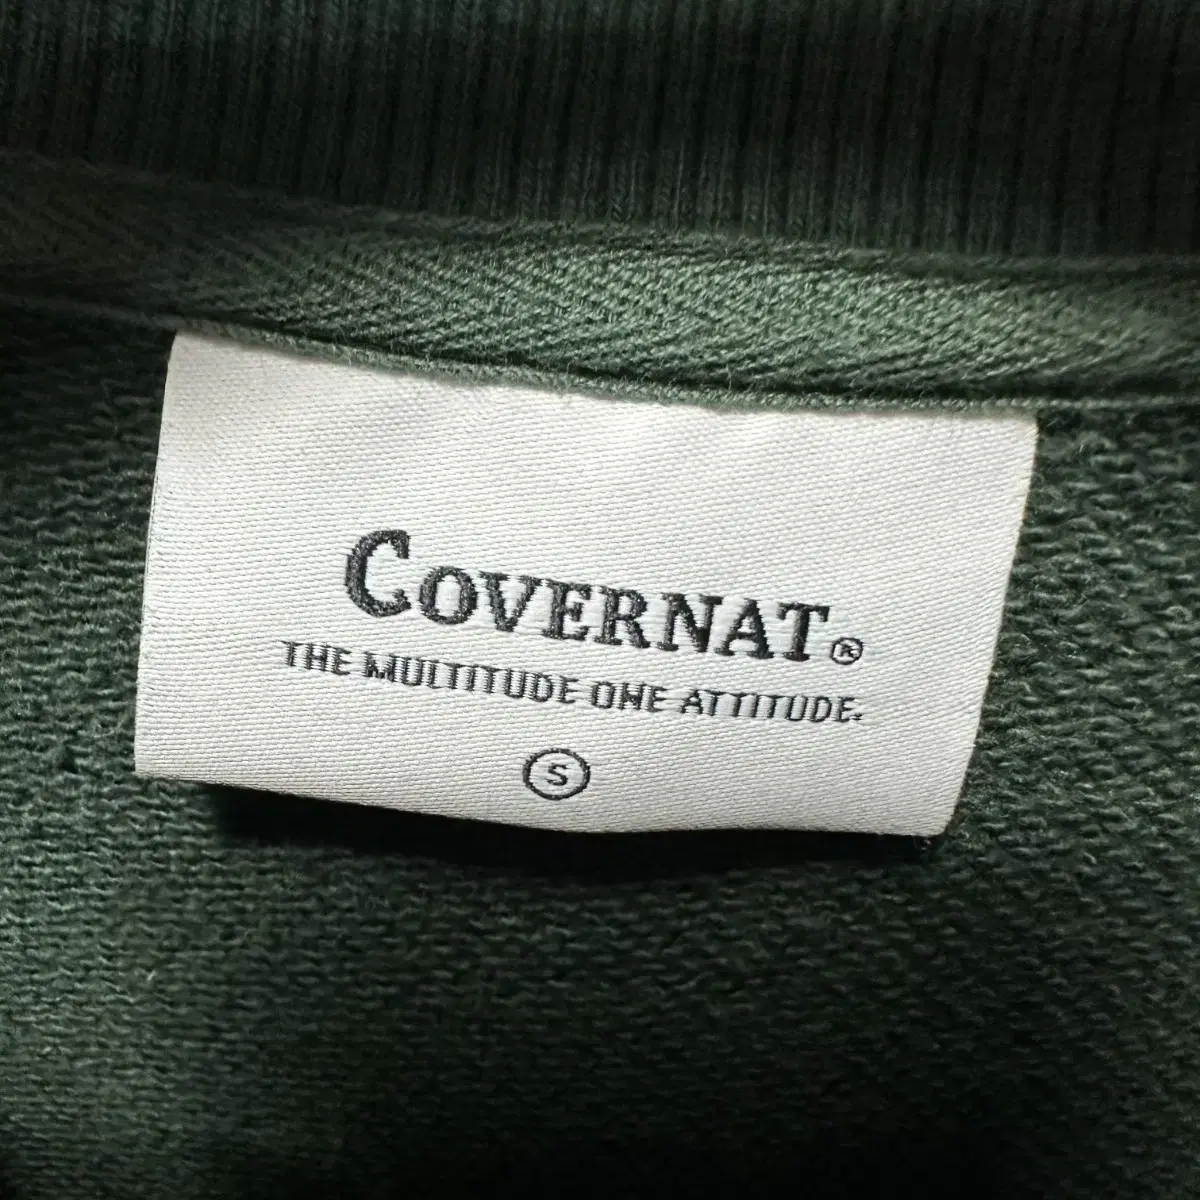 COVERNAT®
THE MULTITUDE ONE ATTITUDE.
S